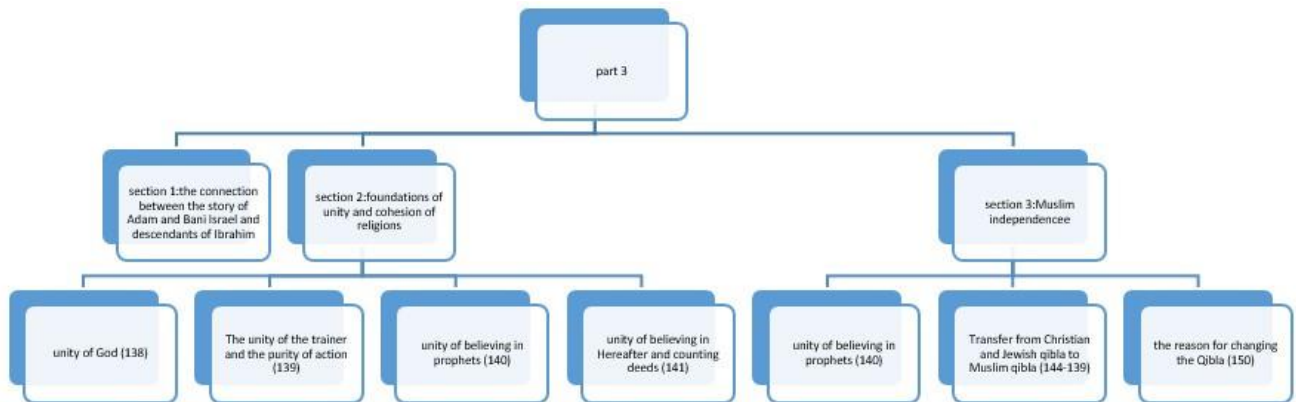 part 3
section 1:the connection
between the story of
Adam and Bani Israel and
descendants of Ibrahim
section 2:foundations of
unity and cohesion of
religions
section 3:Muslim
independencee
unity of God (138)
The unity of the trainer
and the purity of action
(139)
unity of believing in
prophets (140)
unity of believing in
Hereafter and counting
deeds (141)
unity of believing in
prophets (140)
Transfer from Christian
and Jewish qibla to
Muslim qibla (144-139)
the reason for changing
the Qibla (150)